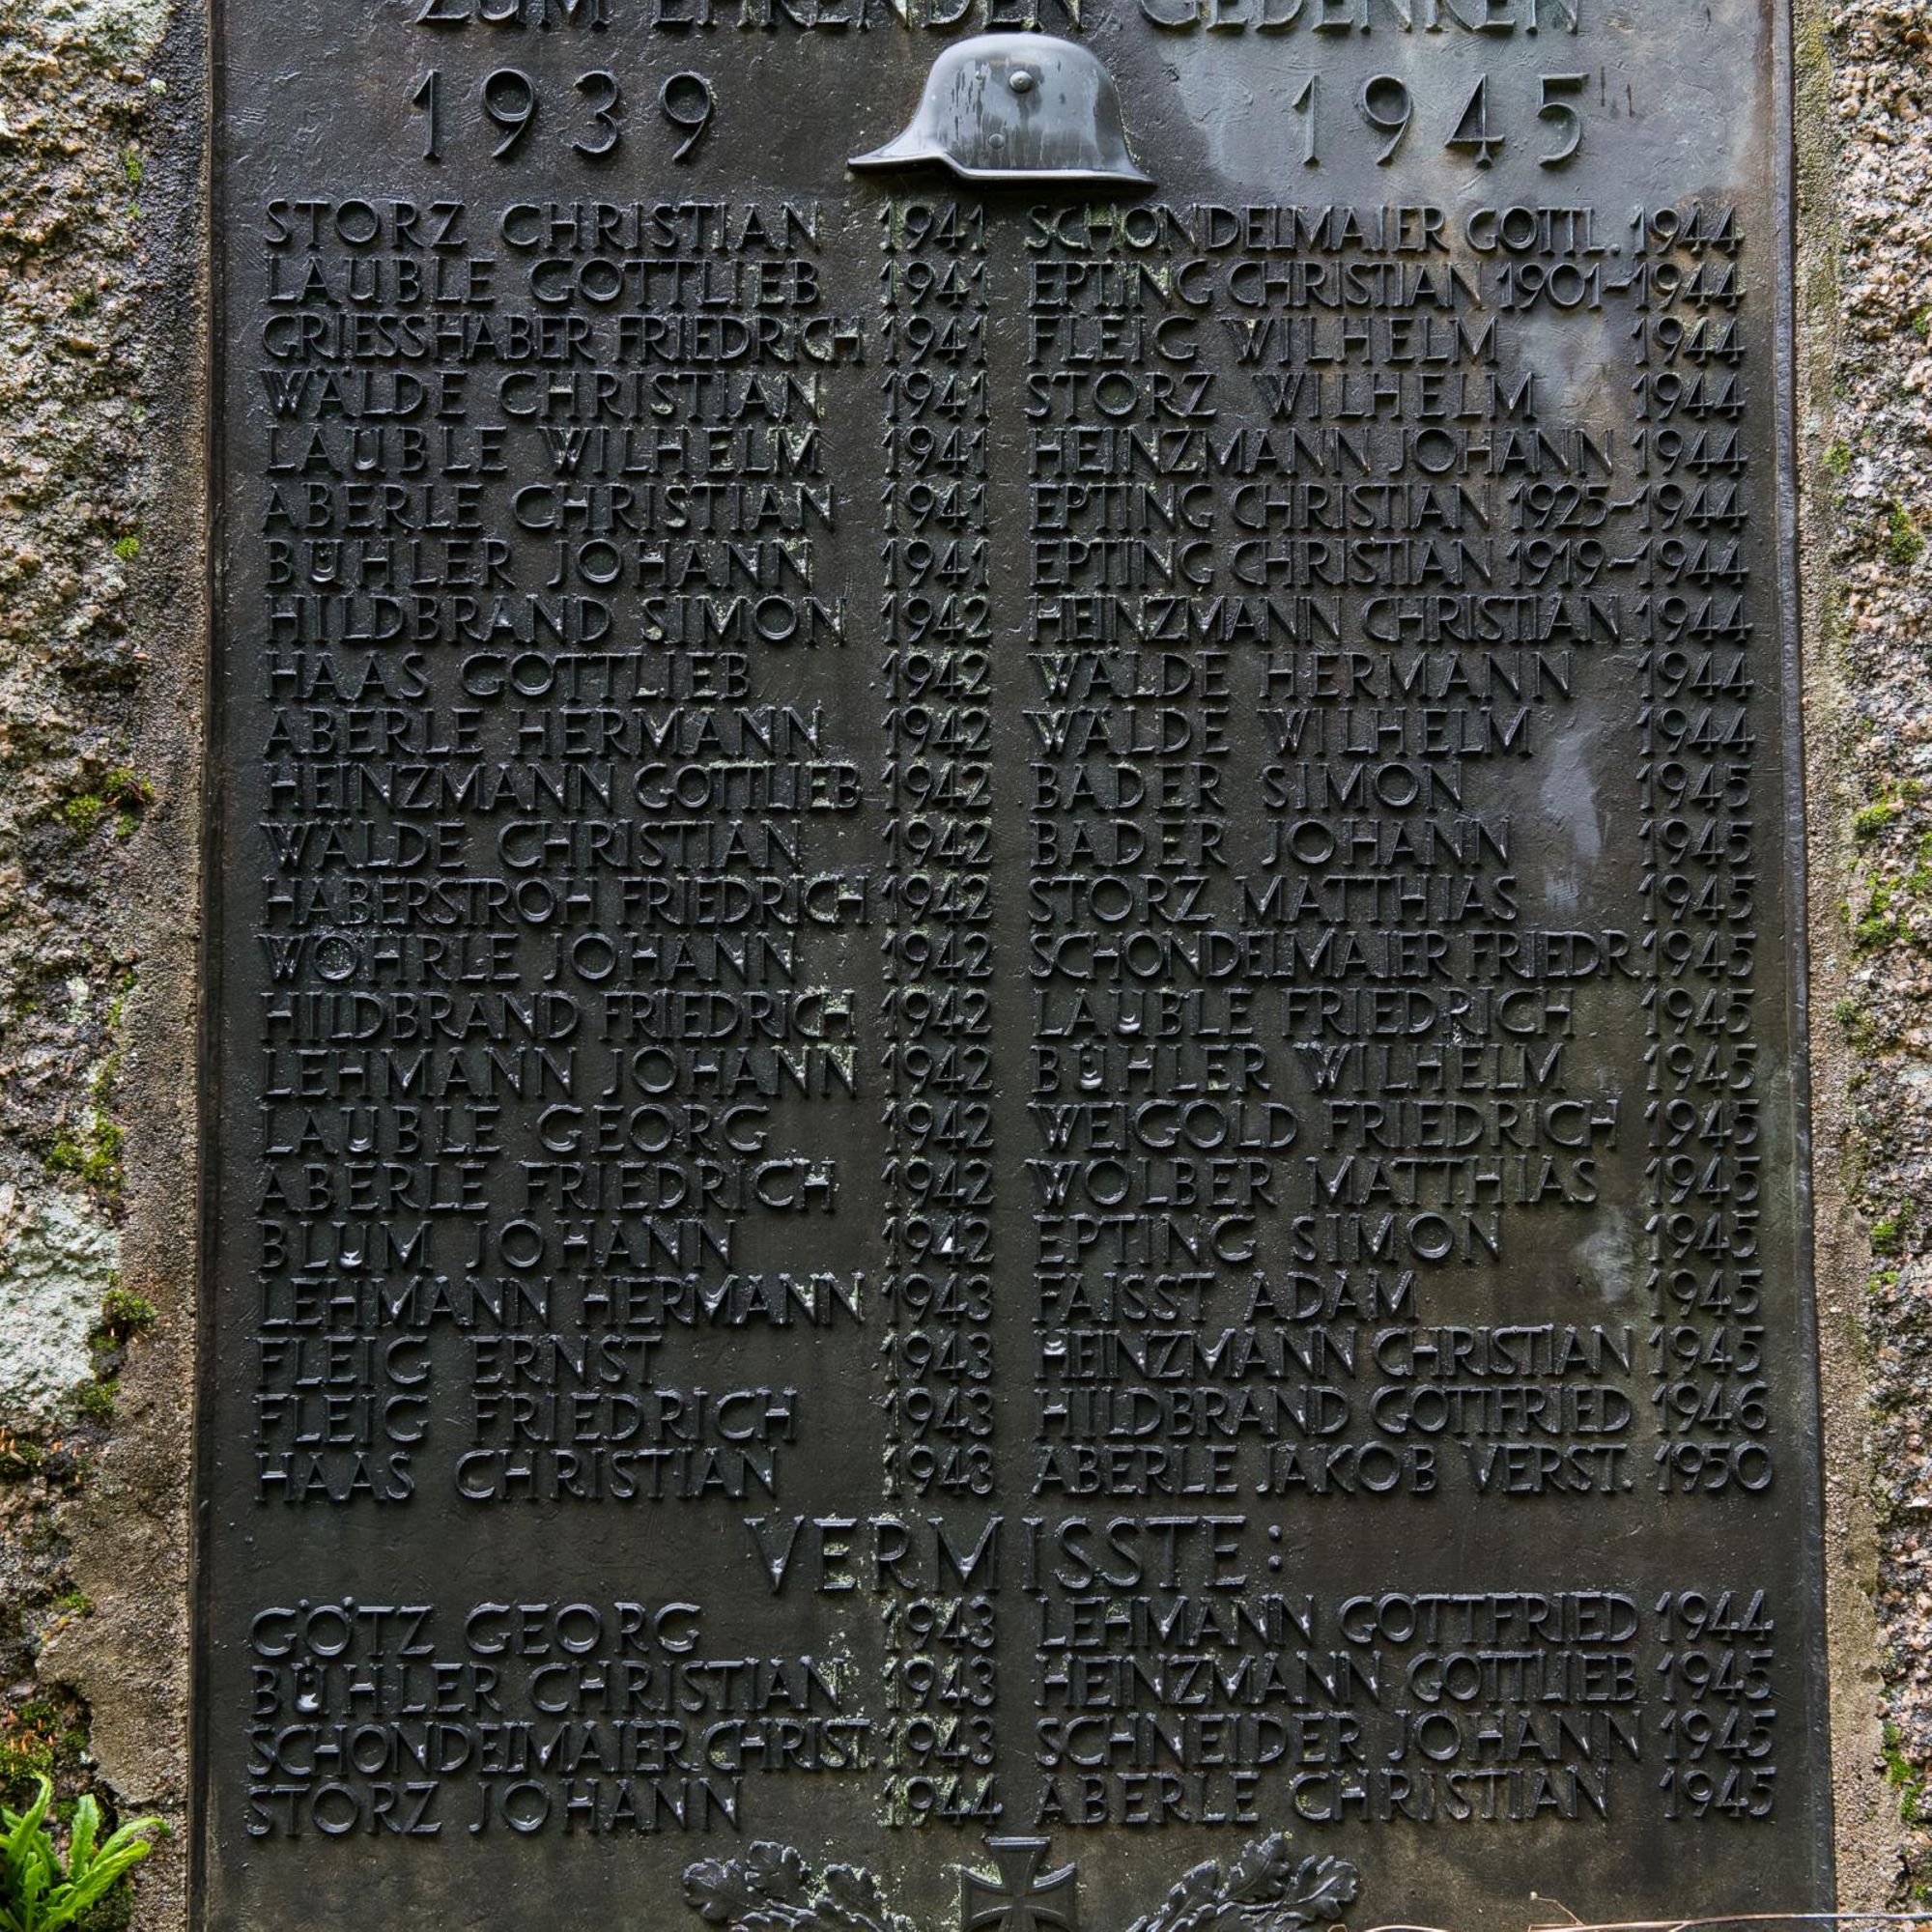 ZUM EHRENDEN GEDENKEN
1939 1945
STORZ CHRISTIAN 1941
LAUBLE GOTTLIEB 1941
GRIESSHABER FRIEDRICH 1941
WÄLDE CHRISTIAN 1941
LAUBLE WILHELM 1941
ABERLE CHRISTIAN 1941
BÜHLER JOHANN 1941
HILDBRAND SIMON 1942
HAAS GOTTLIEB 1942
ABERLE HERMANN 1942
HEINZMANN GOTTLIEB 1942
WÄLDE CHRISTIAN 1942
HABERSTROH FRIEDRICH 1942
WÖHRLE JOHANN 1942
HILDBRAND FRIEDRICH 1942
LEHMANN JOHANN 1942
LAUBLE GEORG 1942
ABERLE FRIEDRICH 1942
BLUM JOHANN 1942
LEHMANN HERMANN 1943
FLEIG ERNST 1943
FLEIG FRIEDRICH 1943
HAAS CHRISTIAN 1943
SCHONDELMAIER GOTTL. 1944
EPTING CHRISTIAN 1901-1944
FLEIG WILHELM 1944
STORZ WILHELM 1944
HEINZMANN JOHANN 1944
EPTING CHRISTIAN 1925-1944
EPTING CHRISTIAN 1919-1944
HEINZMANN CHRISTIAN 1944
WÄLDE HERMANN 1944
WÄLDE WILHELM 1944
BADER SIMON 1945
BADER JOHANN 1945
STORZ MATTHIAS 1945
SCHONDELMAIER FRIEDR. 1945
LAUBLE FRIEDRICH 1945
BÜHLER WILHELM 1945
WEIGOLD FRIEDRICH 1945
WOLBER MATTHIAS 1945
EPTING SIMON 1945
FAISST ADAM 1945
HEINZMANN CHRISTIAN 1945
HILDBRAND GOTTFRIED 1946
ABERLE JAKOB VERST. 1950
VERMISSTE:
GÖTZ GEORG 1943
BÜHLER CHRISTIAN 1943
SCHONDELMAIER CHRIST. 1943
STORZ JOHANN 1944
LEHMANN GOTTFRIED 1944
HEINZMANN GOTTLIEB 1945
SCHNEIDER JOHANN 1945
ABERLE CHRISTIAN 1945